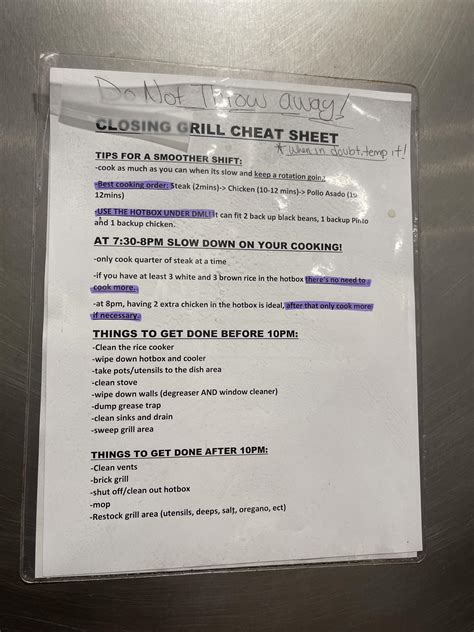 Do Not Throw away!
CLOSING GRILL CHEAT SHEET
* When in doubt, temp it!
TIPS FOR A SMOOTHER SHIFT:
-cook as much as you can when its slow and keep a rotation going
-Best cooking order: Steak (2mins)-> Chicken (10-12 mins)-> Pollo Asado (10-
12mins)
-USE THE HOTBOX UNDER DML! It can fit 2 back up black beans, 1 backup Pinto
and 1 backup chicken.
AT 7:30-8PM SLOW DOWN ON YOUR COOKING!
-only cook quarter of steak at a time
-if you have at least 3 white and 3 brown rice in the hotbox there's no need to
cook more.
-at 8pm, having 2 extra chicken in the hotbox is ideal, after that only cook more
if necessary.
THINGS TO GET DONE BEFORE 10PM:
-Clean the rice cooker
-wipe down hotbox and cooler
-take pots/utensils to the dish area
-clean stove
-wipe down walls (degreaser AND window cleaner)
-dump grease trap
-clean sinks and drain
-sweep grill area
THINGS TO GET DONE AFTER 10PM:
-Clean vents
-brick grill
-shut off/clean out hotbox
-mop
-Restock grill area (utensils, deeps, salt, oregano, ect)